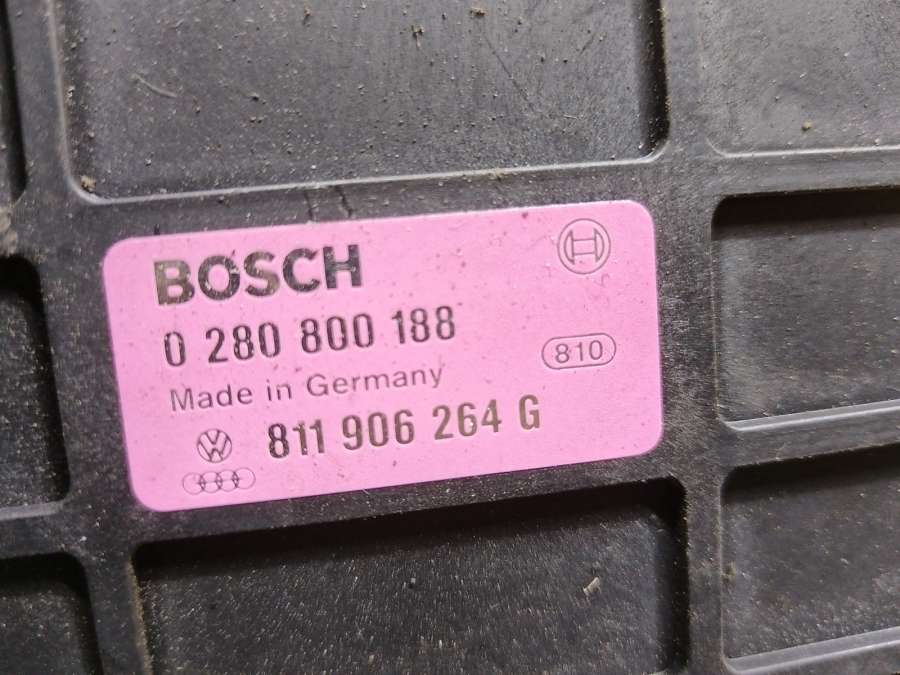 BOSCH
0 280 800 188
810
Made in Germany
811 906 264 G